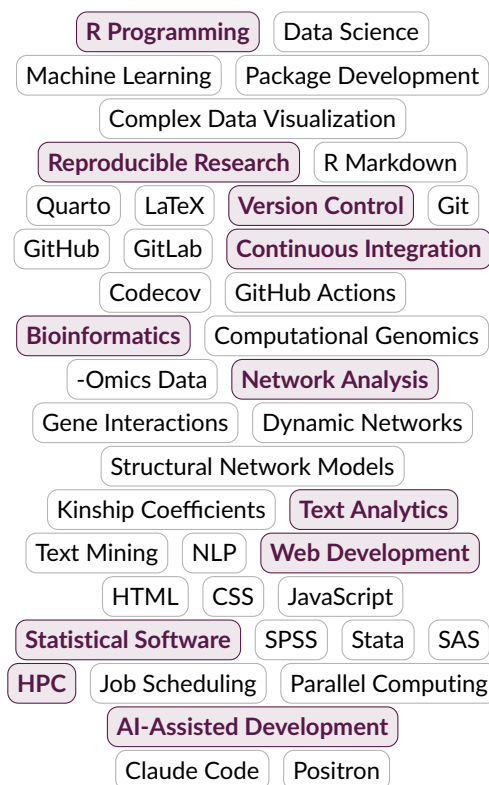 R Programming Data Science
Machine Learning Package Development
Complex Data Visualization
Reproducible Research R Markdown
Quarto LaTeX Version Control Git
GitHub GitLab Continuous Integration
Codecov GitHub Actions
Bioinformatics Computational Genomics
-Omics Data Network Analysis
Gene Interactions Dynamic Networks
Structural Network Models
Kinship Coefficients Text Analytics
Text Mining NLP Web Development
HTML CSS JavaScript
Statistical Software SPSS Stata SAS
HPC Job Scheduling Parallel Computing
AI-Assisted Development
Claude Code Positron